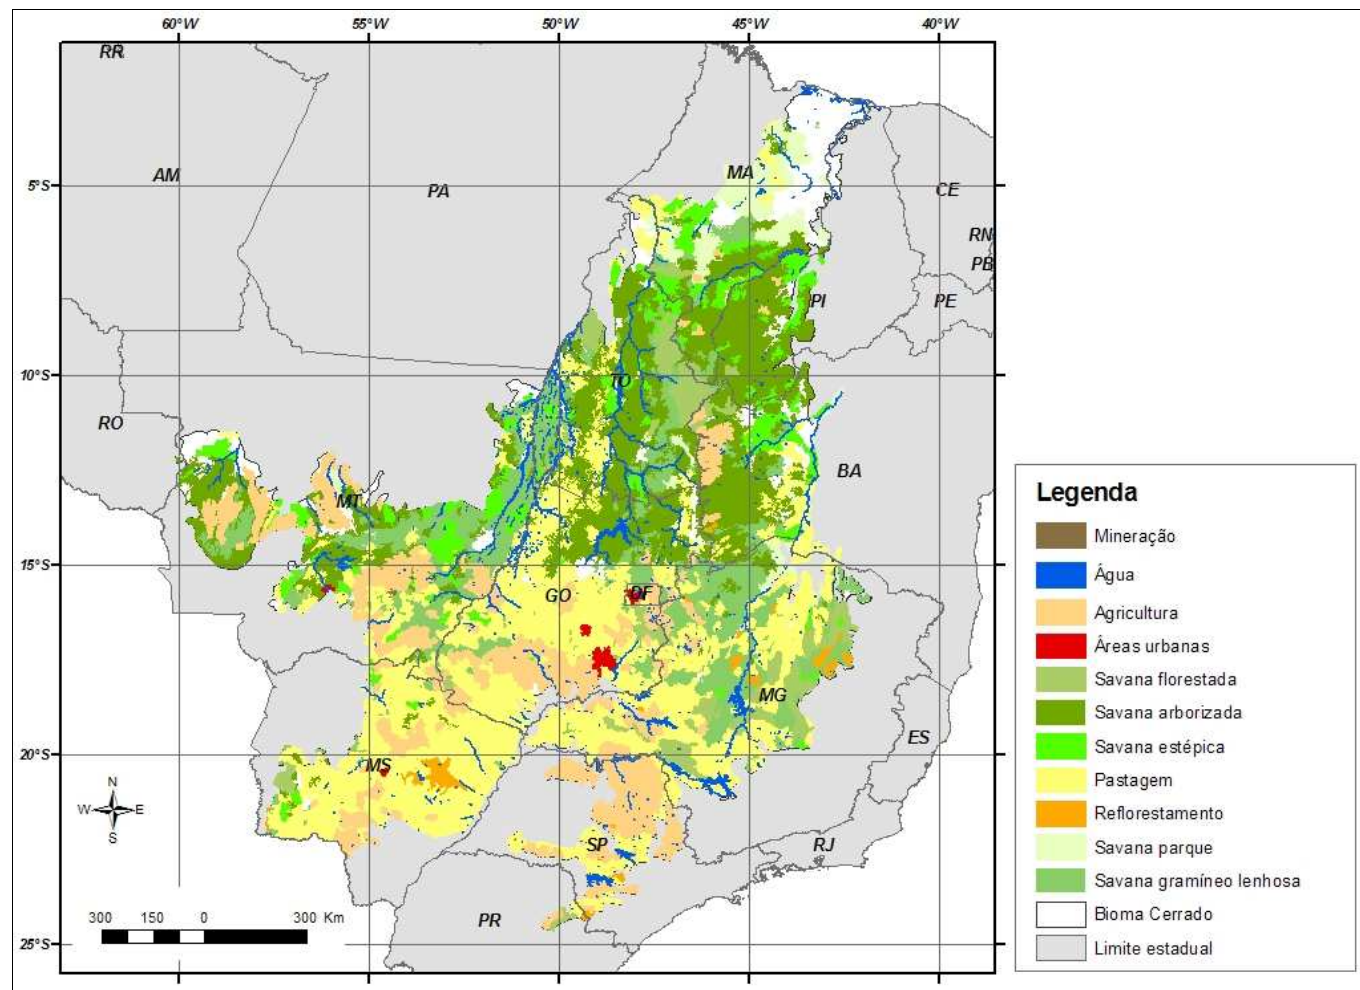 60°W 55°W 50°W 45°W 40°W
RR
AM
PA
MA
CE
5°S
RN
PB
PI
PE
10°S
TO
RO
BA
MT
15°S
GO
DF
MG
ES
20°S
MS
N
W E
S
SP
RJ
PR
300 150 0 300 Km
25°S
Legenda
Mineração
Água
Agricultura
Áreas urbanas
Savana florestada
Savana arborizada
Savana estépica
Pastagem
Reflorestamento
Savana parque
Savana gramíneo lenhosa
Bioma Cerrado
Limite estadual